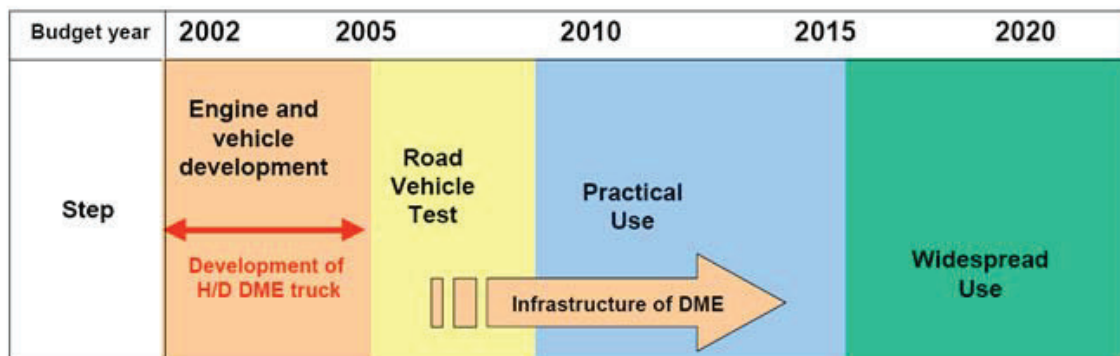 Budget year 2002 2005 2010 2015 2020
Step
Engine and
vehicle
development
Development of
H/D DME truck
Road
Vehicle
Test
Practical
Use
Infrastructure of DME
Widespread
Use